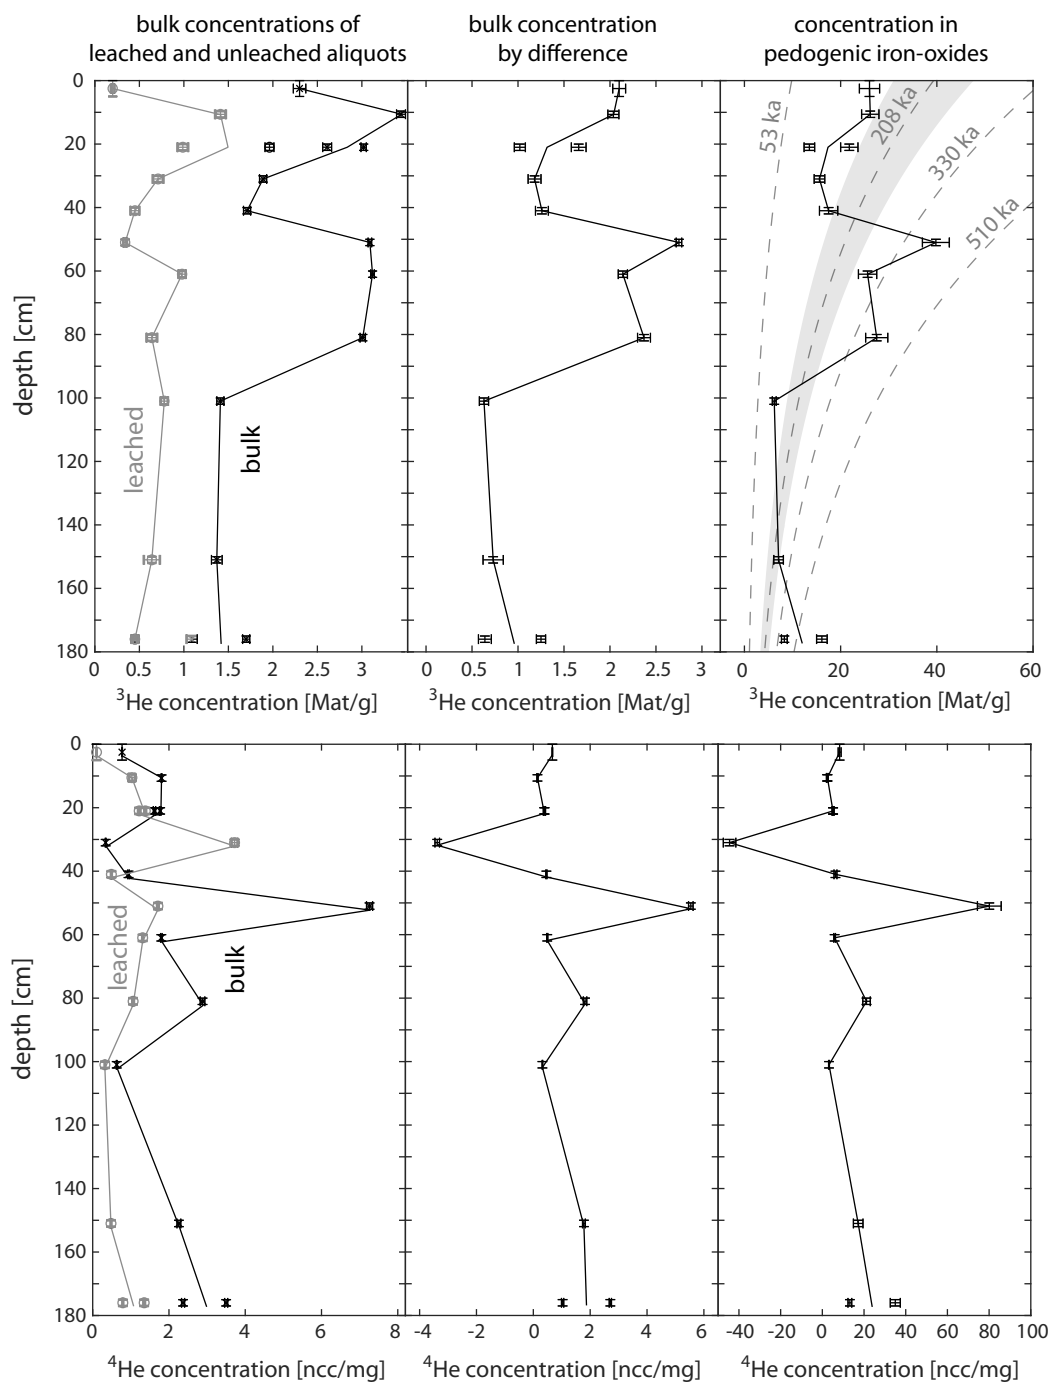 bulk concentrations of
leached and unleached aliquots
bulk concentration
by difference
concentration in
pedogenic iron-oxides
0
20
40
60
80
100
120
140
160
180
depth [cm]
leached
bulk
53 ka
208 ka
330 ka
510 ka
0 0.5 1 1.5 2 2.5 3
0 0.5 1 1.5 2 2.5 3
0 20 40 60
³He concentration [Mat/g]
³He concentration [Mat/g]
³He concentration [Mat/g]
0
20
40
60
80
100
120
140
160
180
depth [cm]
leached
bulk
0 2 4 6 8
-4 -2 0 2 4 6
-40 -20 0 20 40 60 80 100
⁴He concentration [ncc/mg]
⁴He concentration [ncc/mg]
⁴He concentration [ncc/mg]